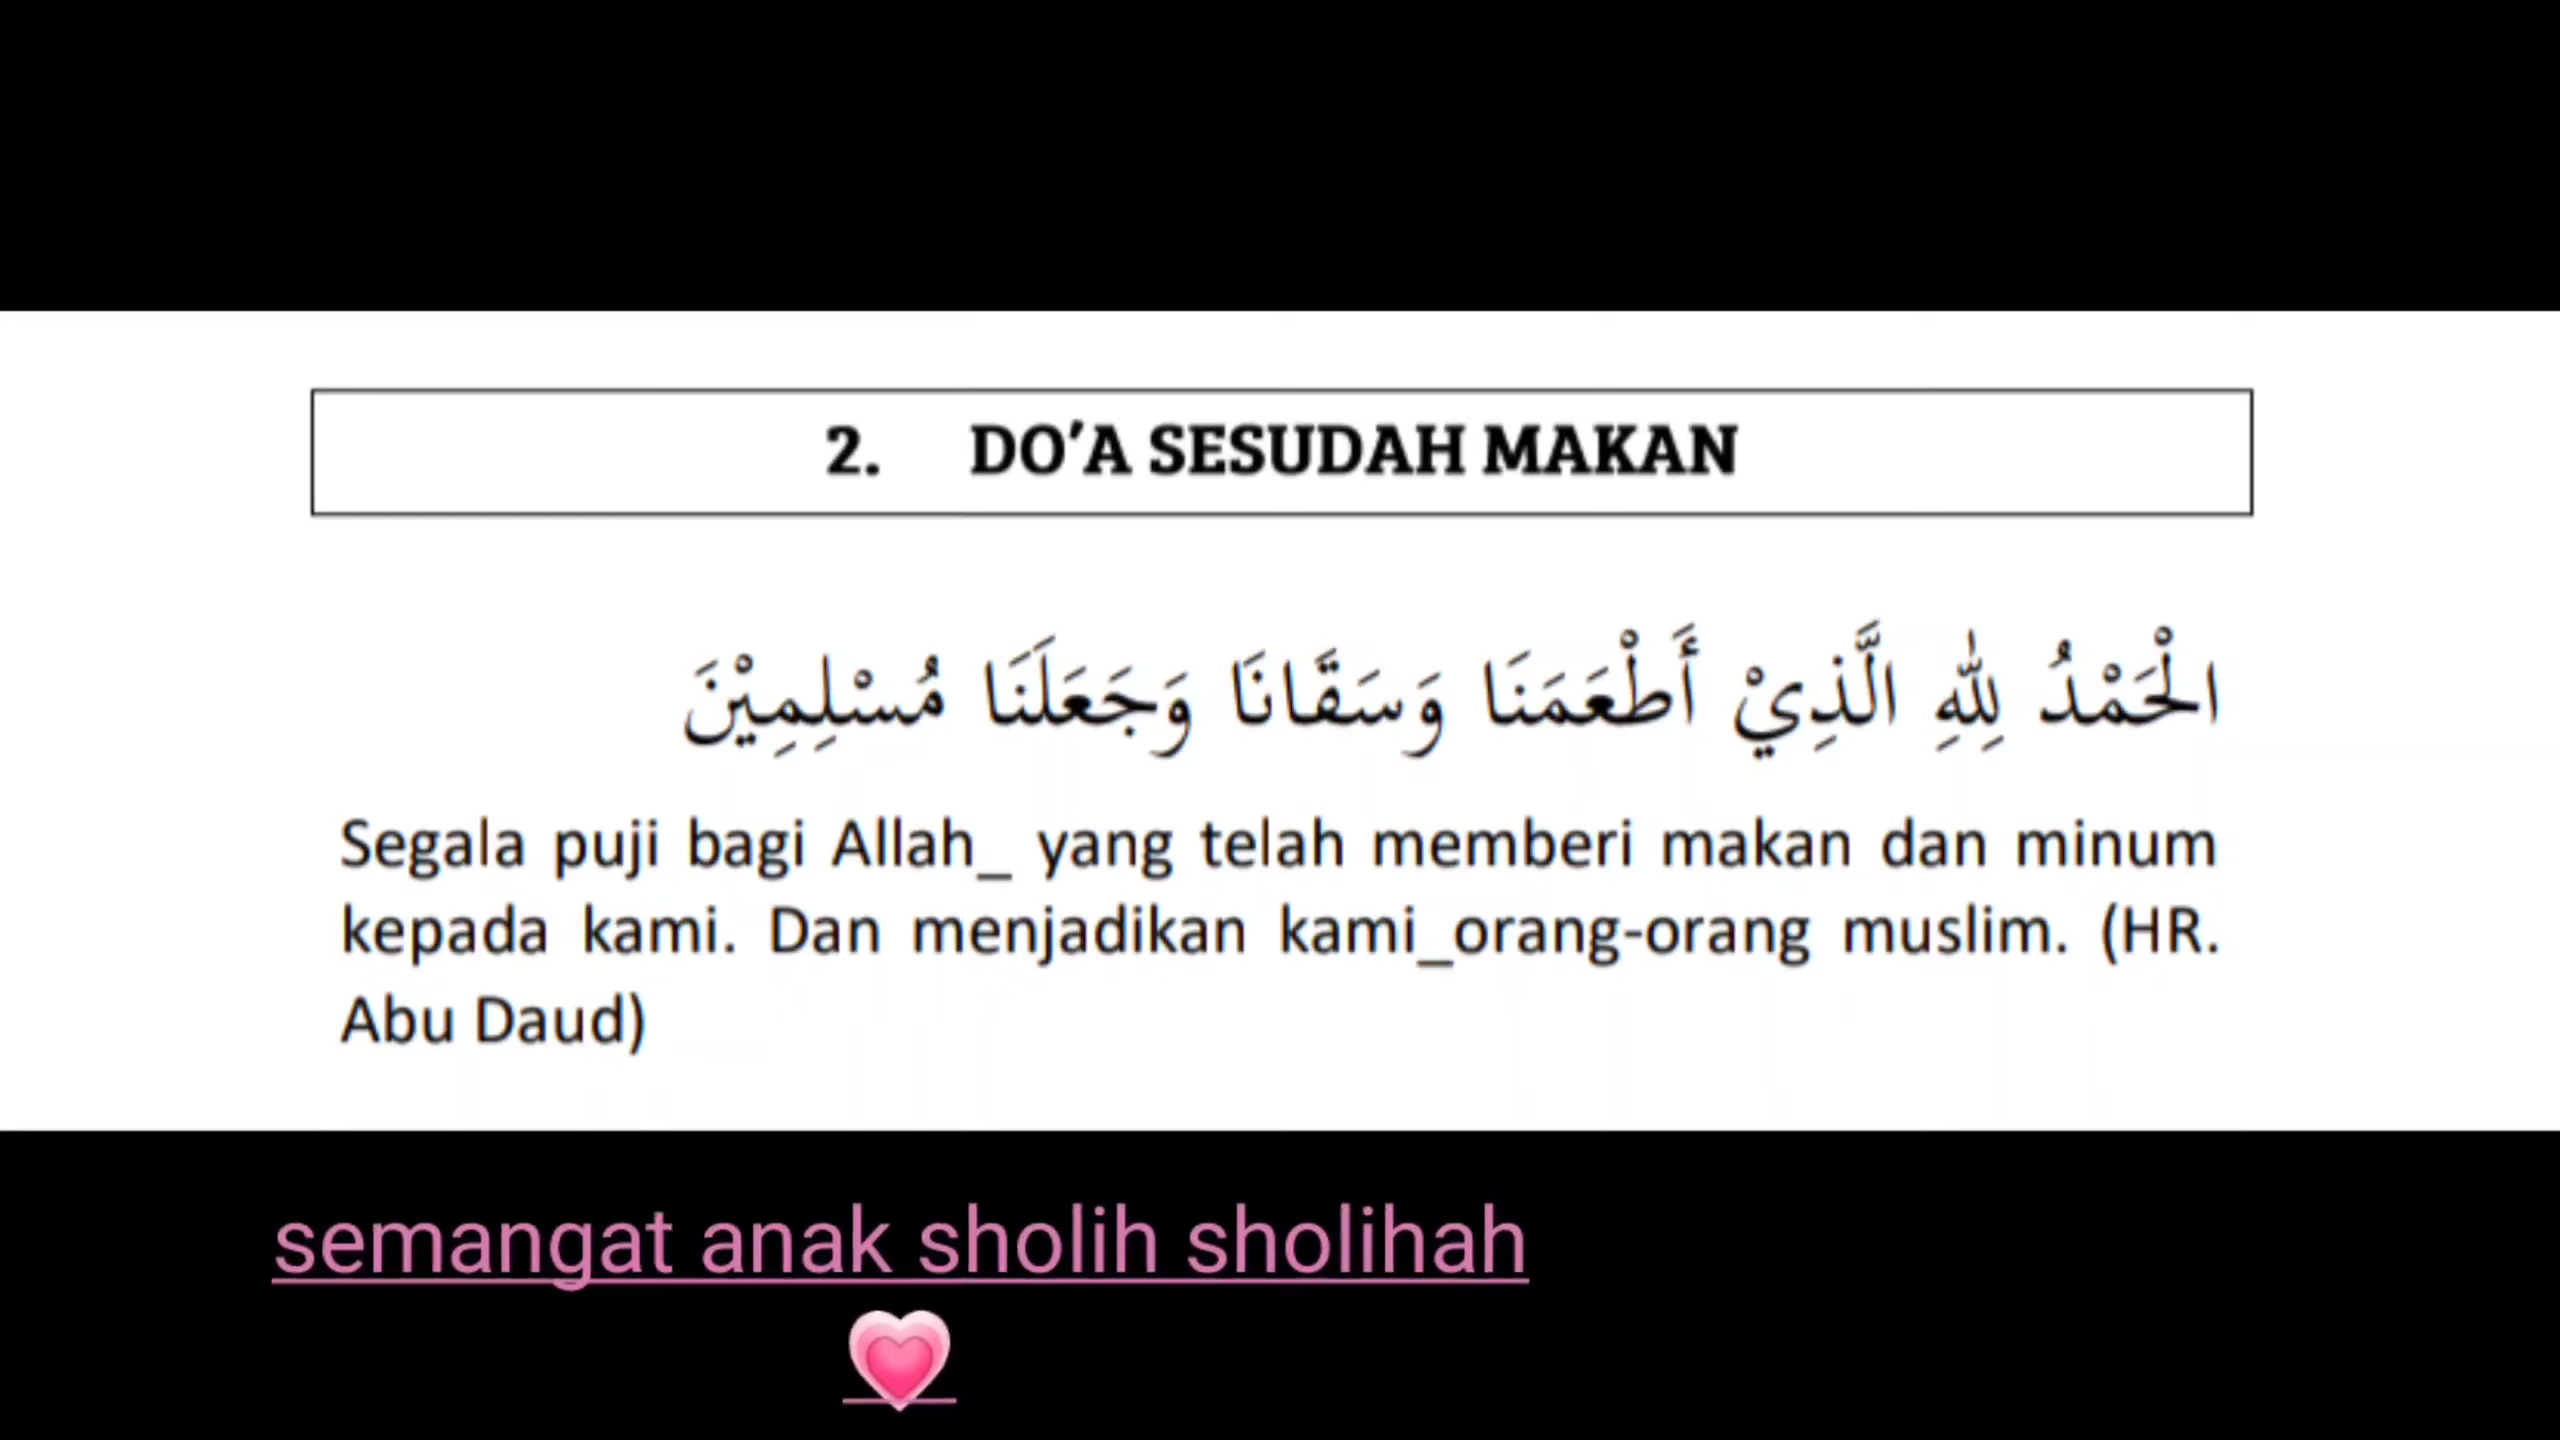 2. DO’A SESUDAH MAKAN
الْحَمْدُ لِلّٰهِ الَّذِيْ أَطْعَمَنَا وَسَقَّانَا وَجَعَلَنَا مُسْلِمِيْنَ
Segala puji bagi Allah_ yang telah memberi makan dan minum
kepada kami. Dan menjadikan kami_orang-orang muslim. (HR.
Abu Daud)
semangat anak sholih sholihah
💗